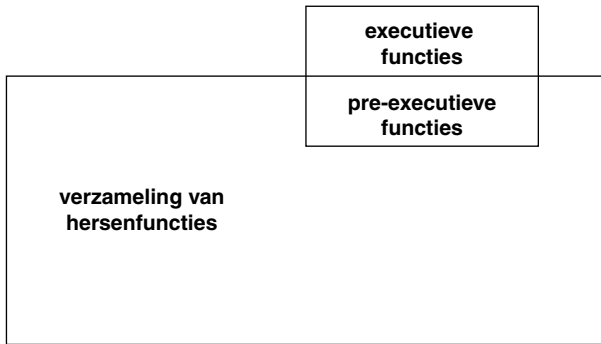 executieve
functies
pre-executieve
functies
verzameling van
hersenfuncties